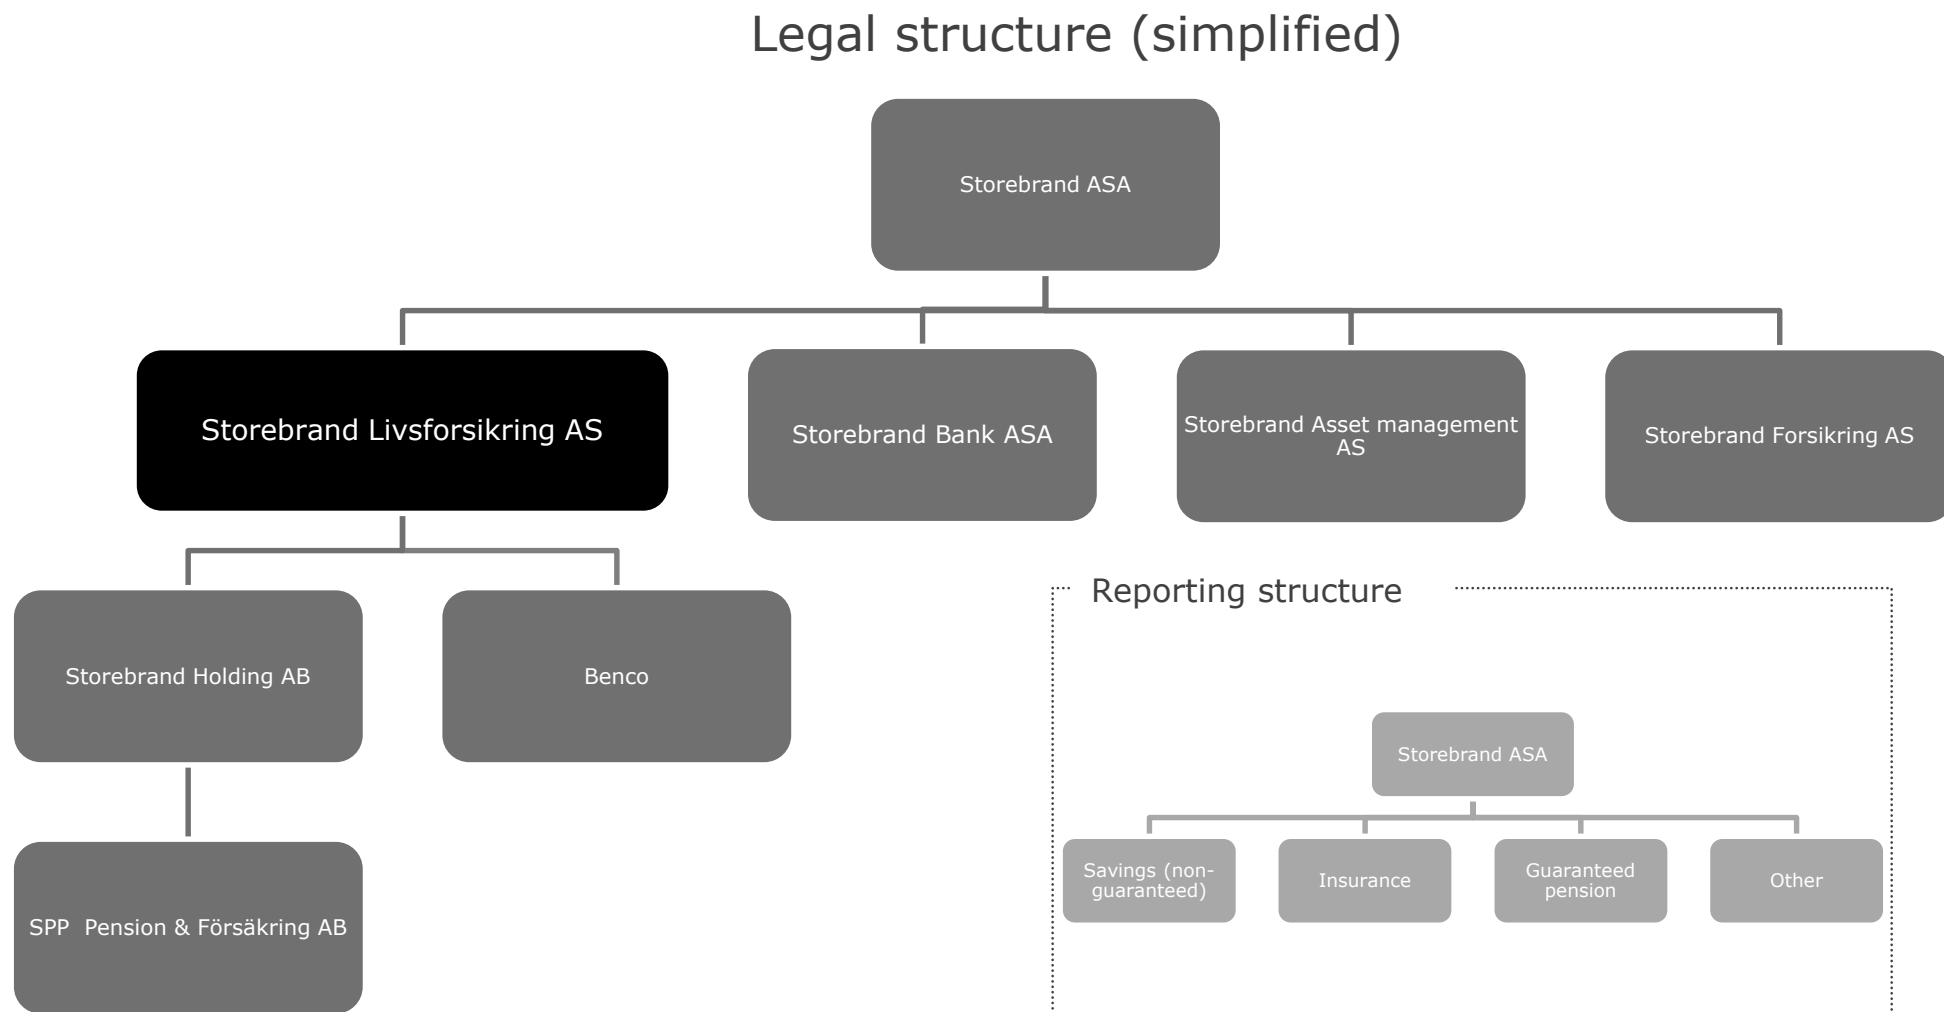 Legal structure (simplified)
Storebrand ASA
Storebrand Livsforsikring AS
Storebrand Bank ASA
Storebrand Asset management
AS
Storebrand Forsikring AS
Storebrand Holding AB
Benco
SPP  Pension & Försäkring AB
Reporting structure
Storebrand ASA
Savings (non-
guaranteed)
Insurance
Guaranteed
pension
Other